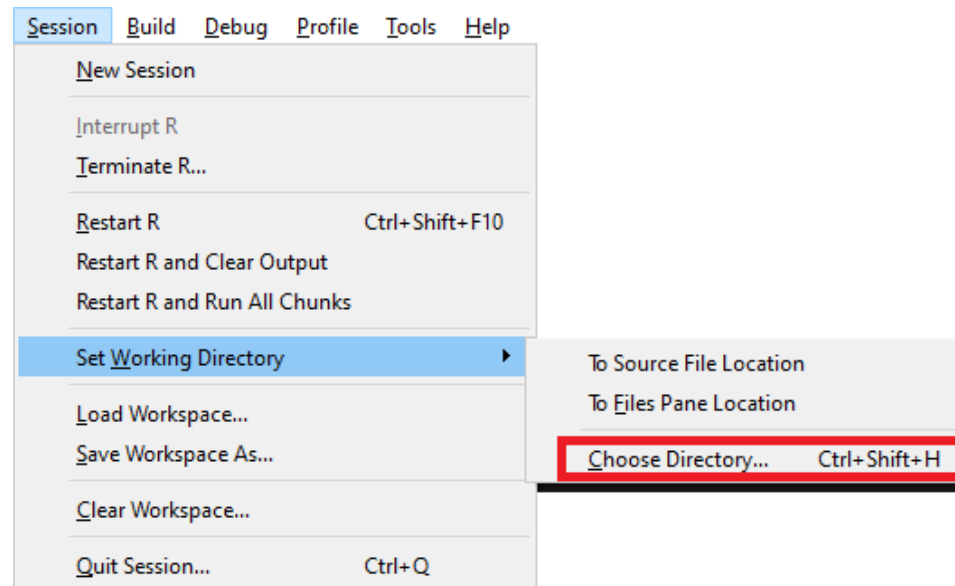 Session Build Debug Profile Tools Help
New Session
Interrupt R
Terminate R...
Restart R Ctrl+Shift+F10
Restart R and Clear Output
Restart R and Run All Chunks
Set Working Directory
To Source File Location
To Files Pane Location
Choose Directory... Ctrl+Shift+H
Load Workspace...
Save Workspace As...
Clear Workspace...
Quit Session... Ctrl+Q